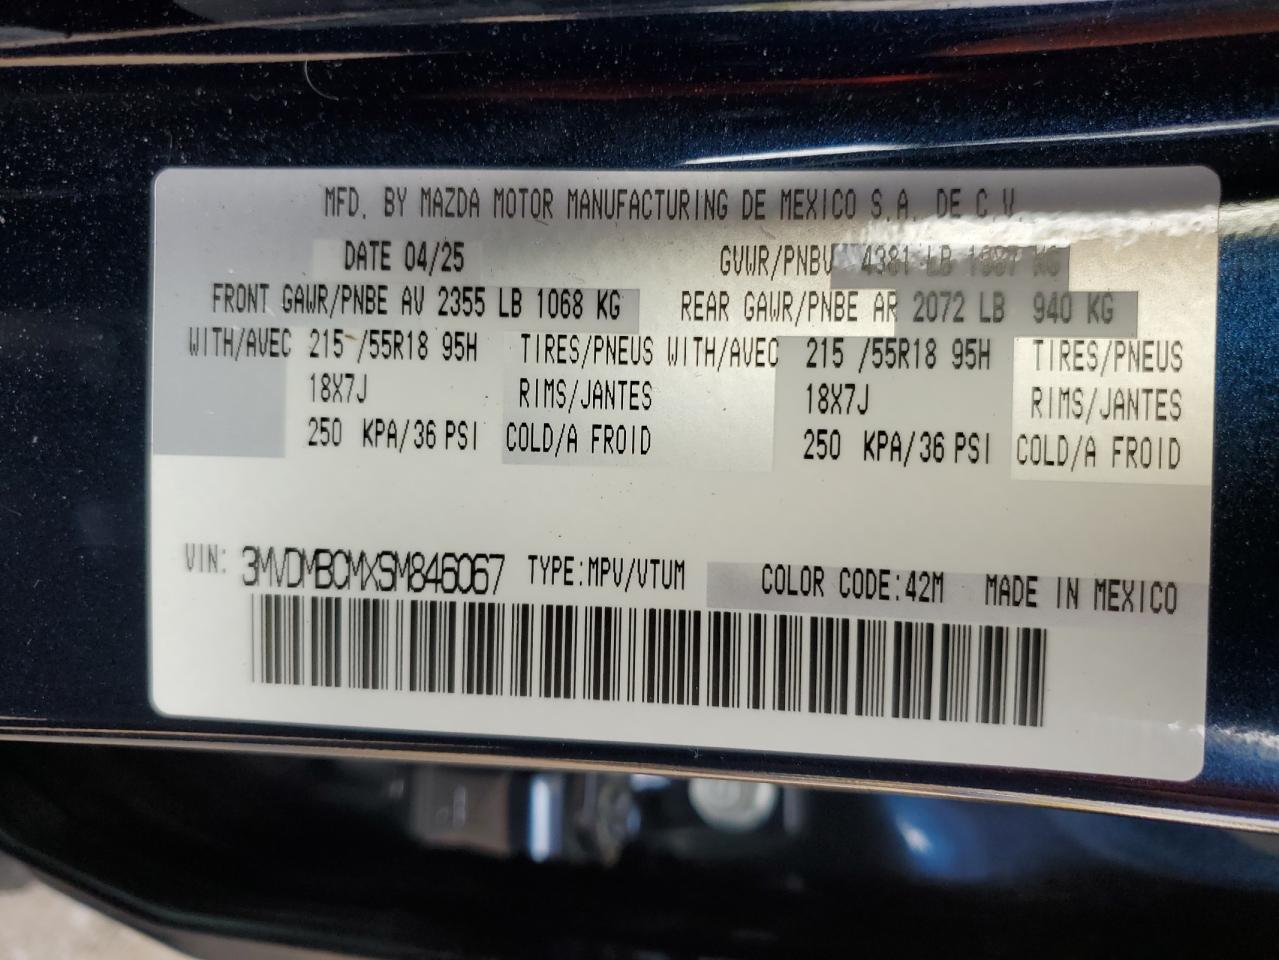 MFD. BY MAZDA MOTOR MANUFACTURING DE MEXICO S.A. DE C.V.
DATE 04/25 GVWR/PNBV 4381 LB 1987 KG
FRONT GAWR/PNBE AV 2355 LB 1068 KG REAR GAWR/PNBE AR 2072 LB 940 KG
WITH/AVEC 215 /55R18 95H TIRES/PNEUS WITH/AVEC 215 /55R18 95H TIRES/PNEUS
18X7J RIMS/JANTES 18X7J RIMS/JANTES
250 KPA/36 PSI COLD/A FROID 250 KPA/36 PSI COLD/A FROID
VIN: 3MVDMBCMXSM846067 TYPE:MPV/VTUM COLOR CODE:42M MADE IN MEXICO